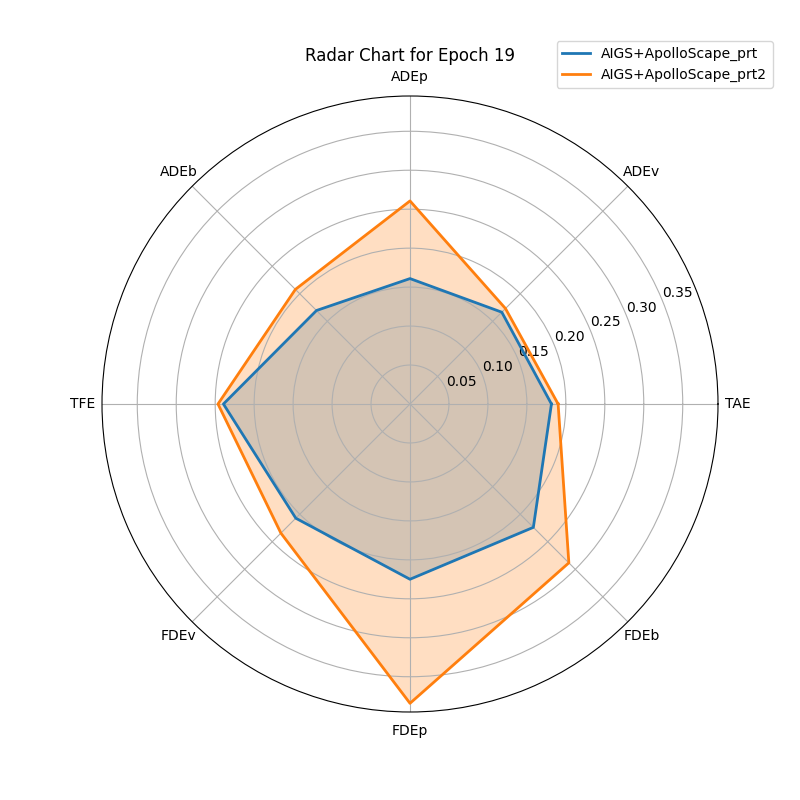 Radar Chart for Epoch 19
AIGS+ApolloScape_prt
AIGS+ApolloScape_prt2
ADEp
ADEb
ADEv
0.35
0.30
0.25
0.20
0.15
0.10
0.05
TFE
TAE
FDEv
FDEb
FDEp